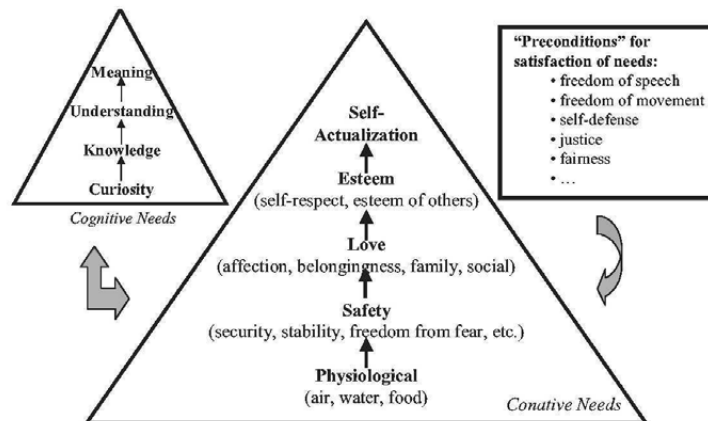 Meaning
Understanding
Knowledge
Curiosity
Cognitive Needs
"Preconditions" for
satisfaction of needs:
• freedom of speech
• freedom of movement
• self-defense
• justice
• fairness
• ...
Self-
Actualization
Esteem
(self-respect, esteem of others)
Love
(affection, belongingness, family, social)
Safety
(security, stability, freedom from fear, etc.)
Physiological
(air, water, food)
Conative Needs